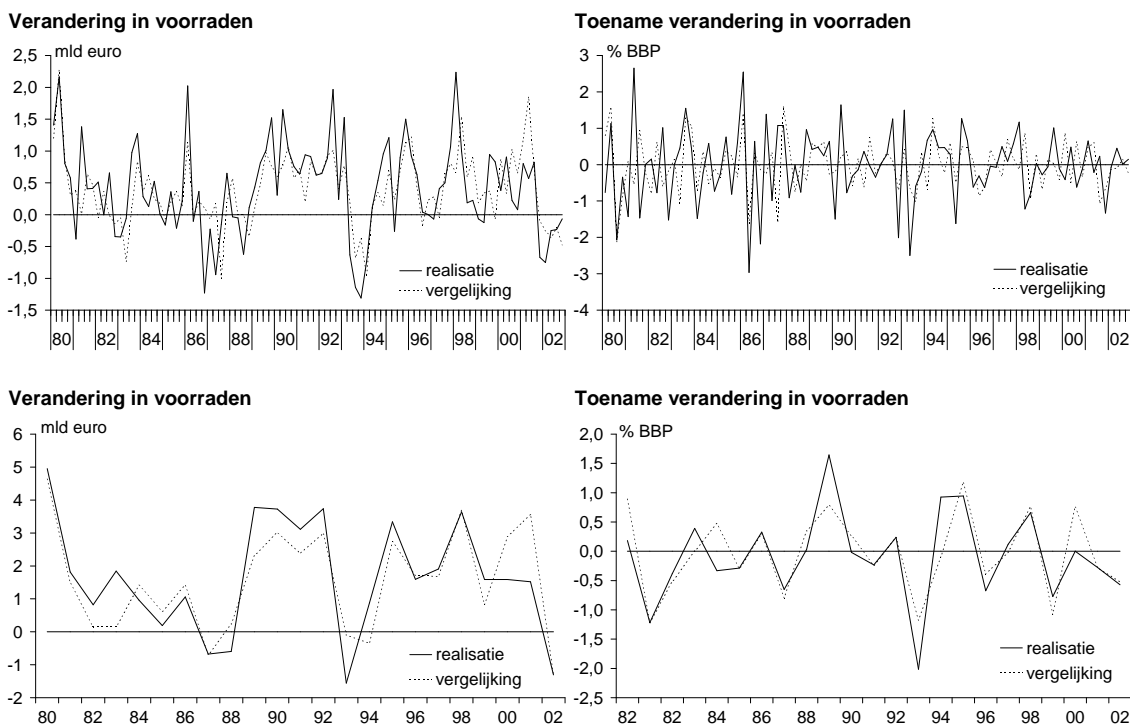 Verandering in voorraden
mld euro
2,5
2,0
1,5
1,0
0,5
0,0
-0,5
-1,0
-1,5
realisatie
vergelijking
80 82 84 86 88 90 92 94 96 98 00 02
Toename verandering in voorraden
% BBP
3
2
1
0
-1
-2
-3
-4
realisatie
vergelijking
80 82 84 86 88 90 92 94 96 98 00 02
Verandering in voorraden
mld euro
6
5
4
3
2
1
0
-1
-2
realisatie
vergelijking
80 82 84 86 88 90 92 94 96 98 00 02
Toename verandering in voorraden
% BBP
2,0
1,5
1,0
0,5
0,0
-0,5
-1,0
-1,5
-2,0
-2,5
realisatie
vergelijking
82 82 84 86 88 90 92 94 96 98 00 02